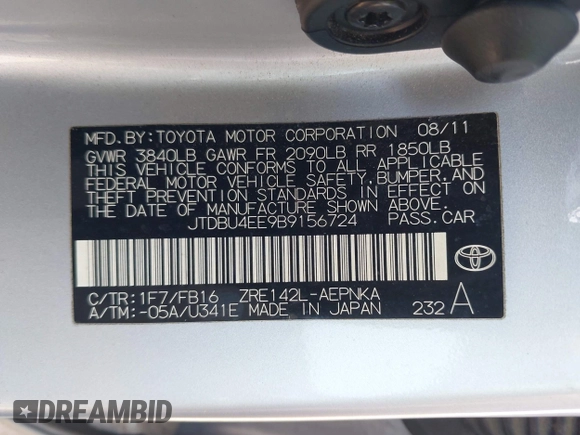 MFD.BY:TOYOTA MOTOR CORPORATION 08/11
GVWR 3840LB GAWR FR 2090LB RR 1850LB
THIS VEHICLE CONFORMS TO ALL APPLICABLE
FEDERAL MOTOR VEHICLE SAFETY,BUMPER,AND
THEFT PREVENTION STANDARDS IN EFFECT ON
THE DATE OF MANUFACTURE SHOWN ABOVE.
JTDBU4EE9B9156724 PASS.CAR
C/TR:1F7/FB16 ZRE142L-AEPNKA
A/TM:-05A/U341E MADE IN JAPAN 232 A
DREAMBID